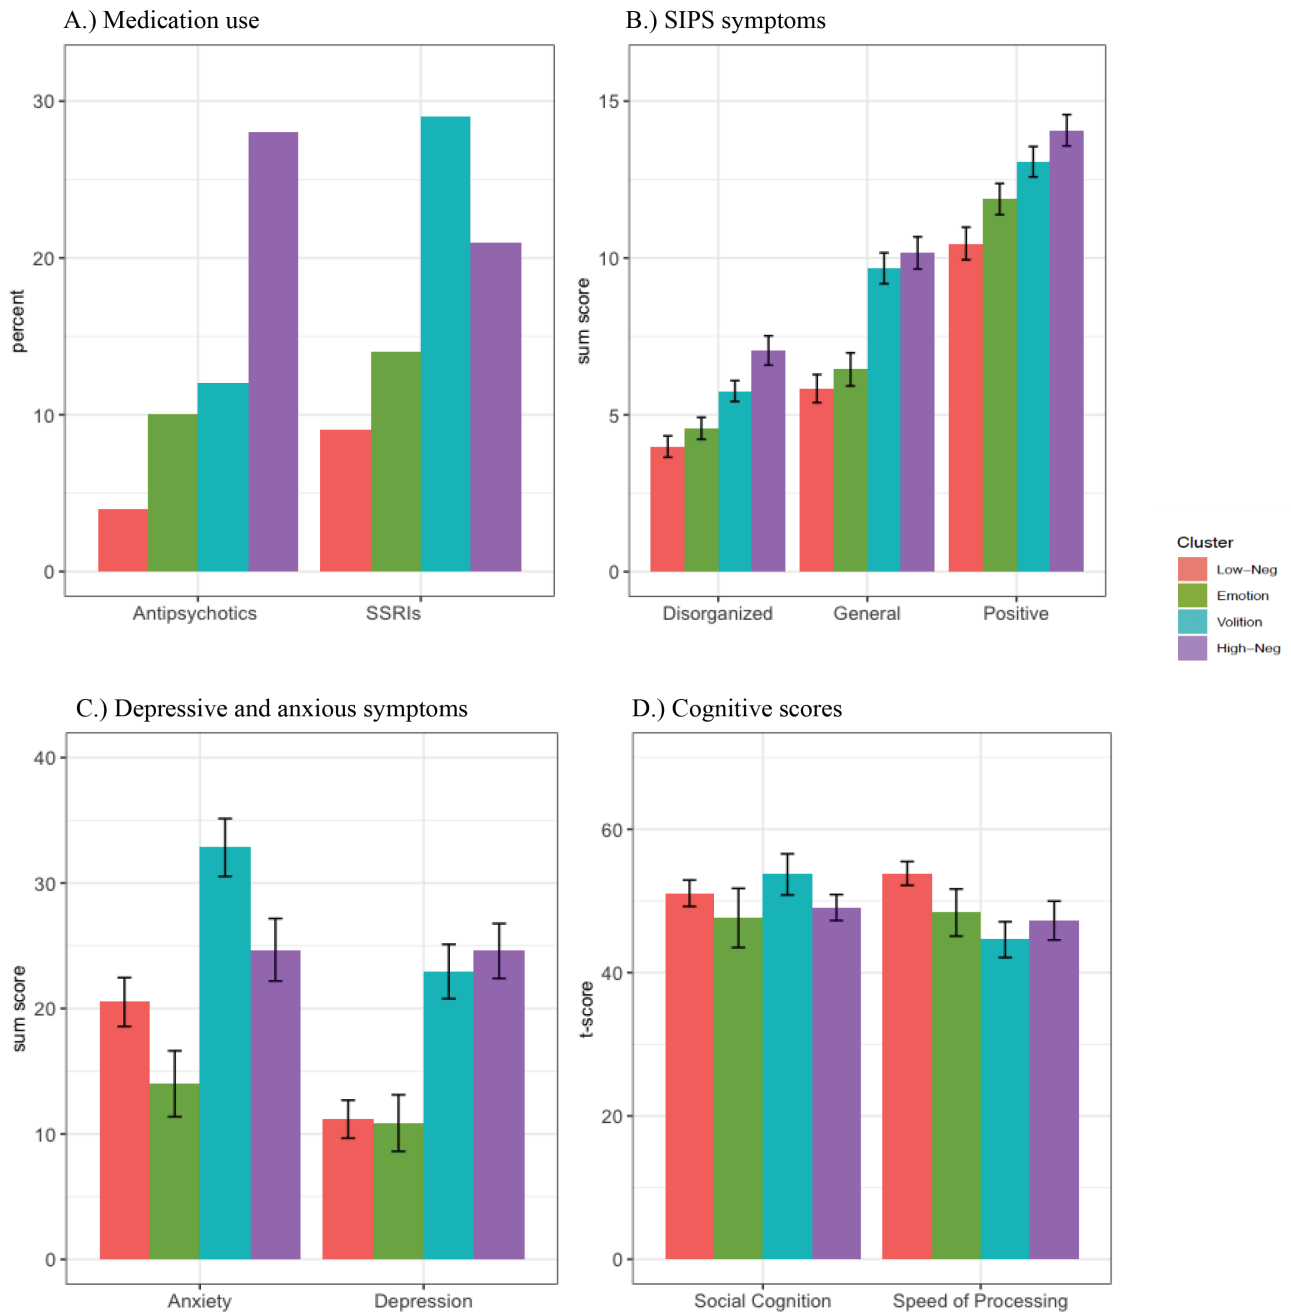 A.) Medication use
30
20
10
0
percent
Antipsychotics
SSRIs
B.) SIPS symptoms
15
10
5
0
sum score
Disorganized
General
Positive
Cluster
Low–Neg
Emotion
Volition
High–Neg
C.) Depressive and anxious symptoms
40
30
20
10
0
sum score
Anxiety
Depression
D.) Cognitive scores
60
40
20
0
t-score
Social Cognition
Speed of Processing